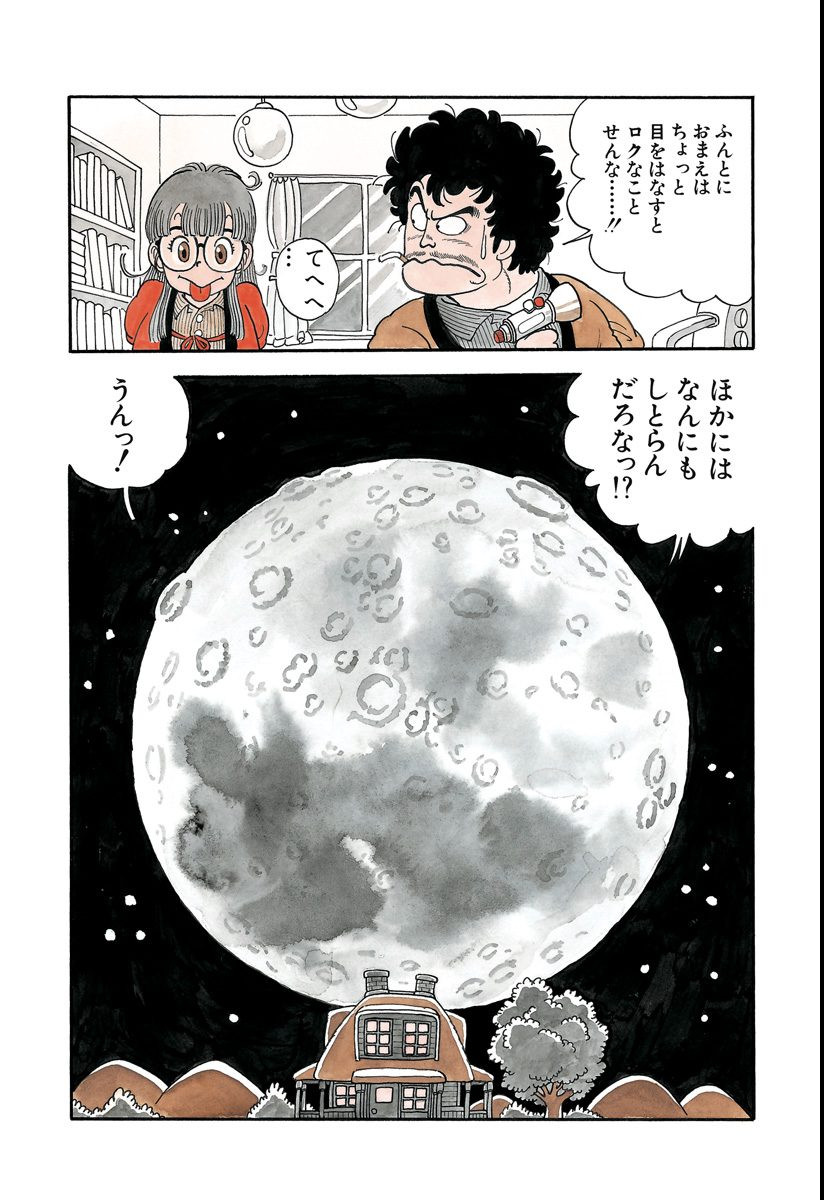 ふんとに
おまえは
ちょっと
目をはなすと
ロクなこと
せんな………!!
てへへ
…
ほかには
なんにも
しとらん
だろなっ!?
うんっ!